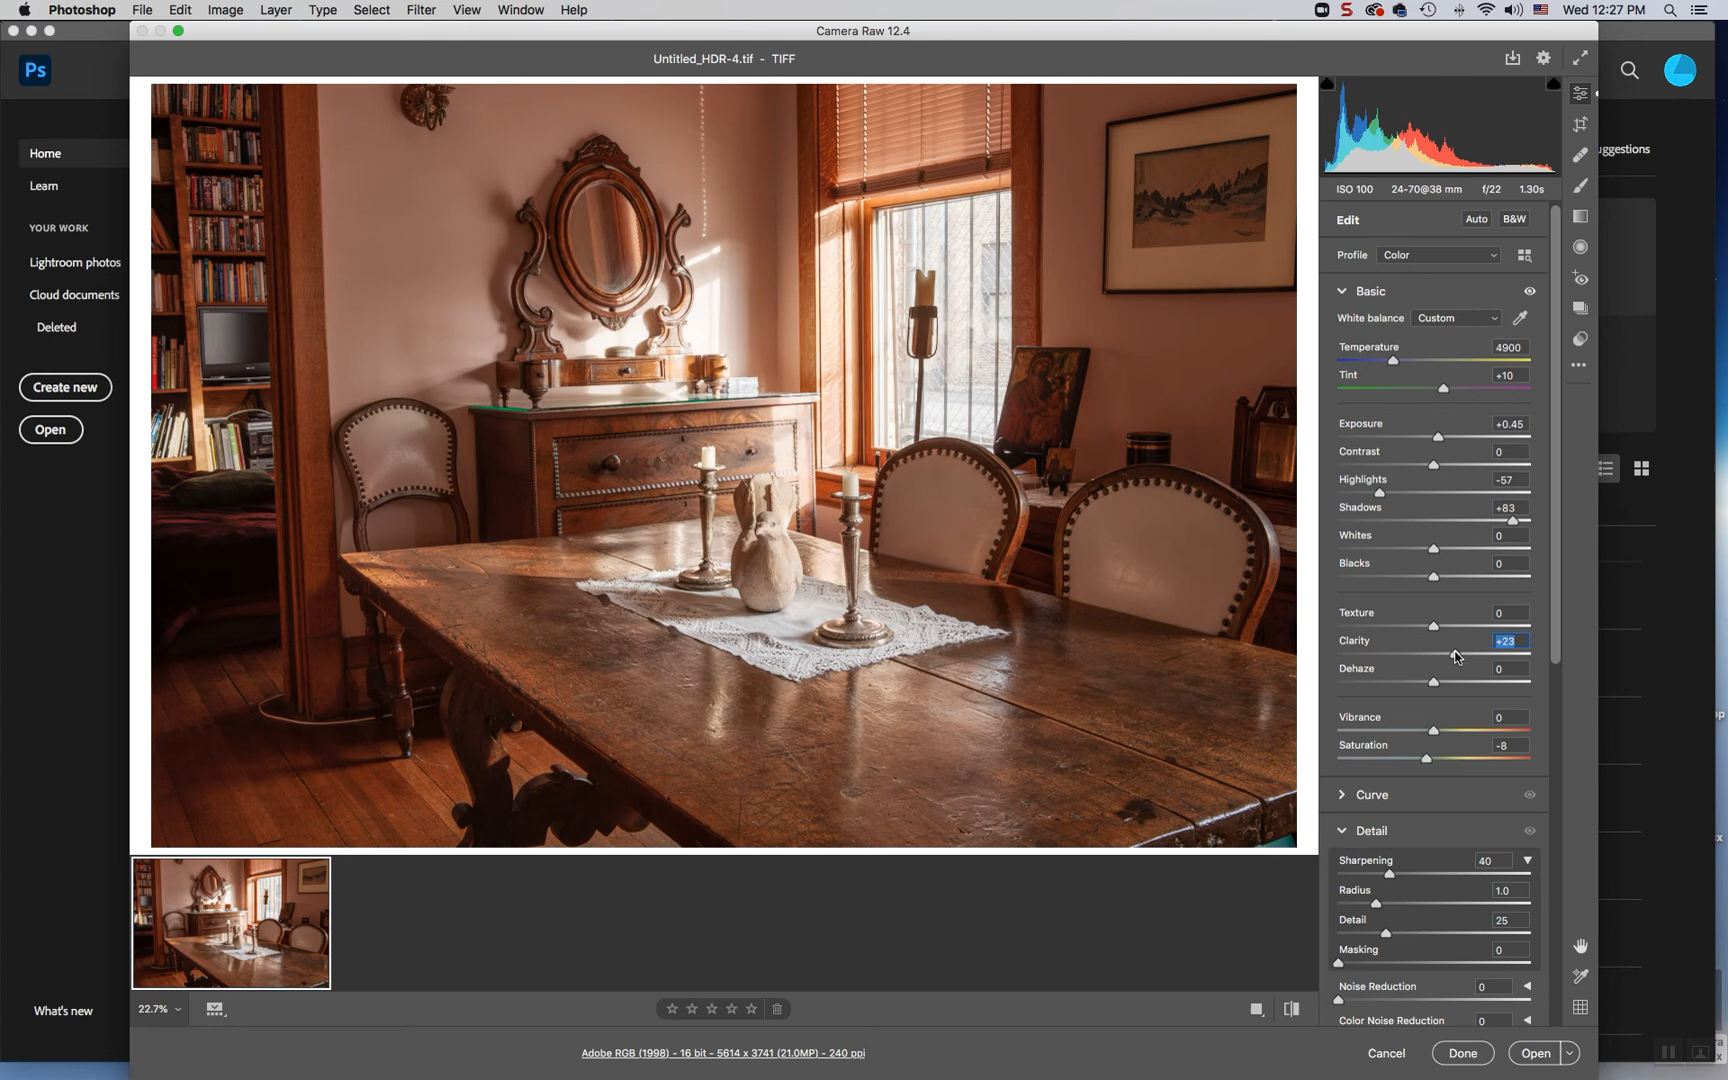 Photoshop File Edit Image Layer Type Select Filter View Window Help Wed 12:27 PM
Camera Raw 12.4
Untitled_HDR-4.tif - TIFF
Ps
Home
Learn
YOUR WORK
Lightroom photos
Cloud documents
Deleted
Create new
Open
What's new
uggestions
ISO 100 24-70@38 mm f/22 1.30s
Edit Auto B&W
Profile Color
Basic
White balance Custom
Temperature 4900
Tint +10
Exposure +0.45
Contrast 0
Highlights -57
Shadows +83
Whites 0
Blacks 0
Texture 0
Clarity +23
Dehaze 0
Vibrance 0
Saturation -8
Curve
Detail
Sharpening 40
Radius 1.0
Detail 25
Masking 0
Noise Reduction 0
Color Noise Reduction 0
22.7%
Adobe RGB (1998) - 16 bit - 5614 x 3741 (21.0MP) - 240 ppi
Cancel Done Open